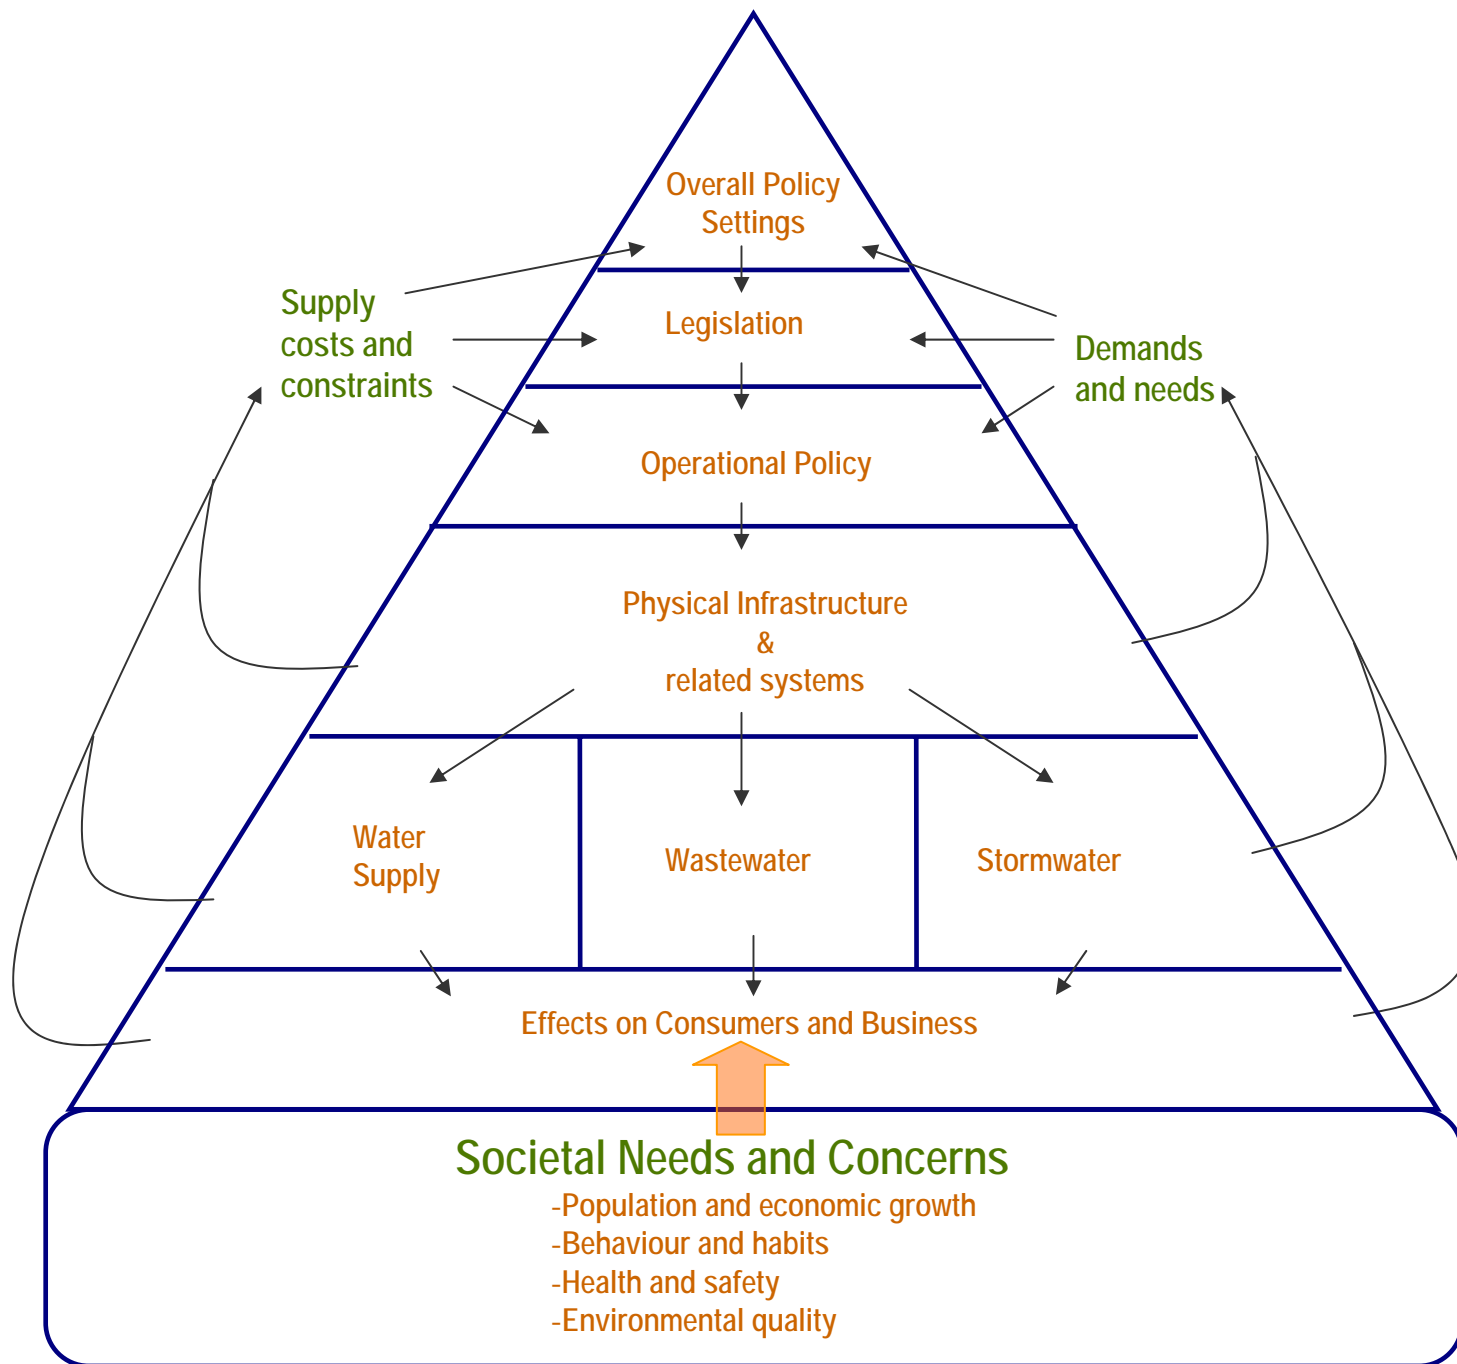 Overall Policy
Settings
Supply
costs and
constraints
Legislation
Demands
and needs
Operational Policy
Physical Infrastructure
&
related systems
Water
Supply
Wastewater
Stormwater
Effects on Consumers and Business
Societal Needs and Concerns
-Population and economic growth
-Behaviour and habits
-Health and safety
-Environmental quality